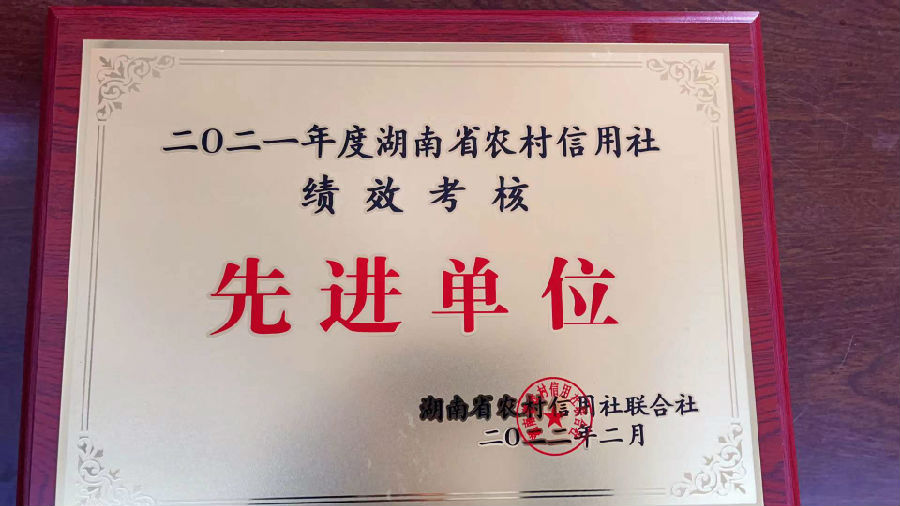 二〇二一年度湖南省农村信用社
绩效考核
先进单位
湖南省农村信用社联合社
二〇二二年二月